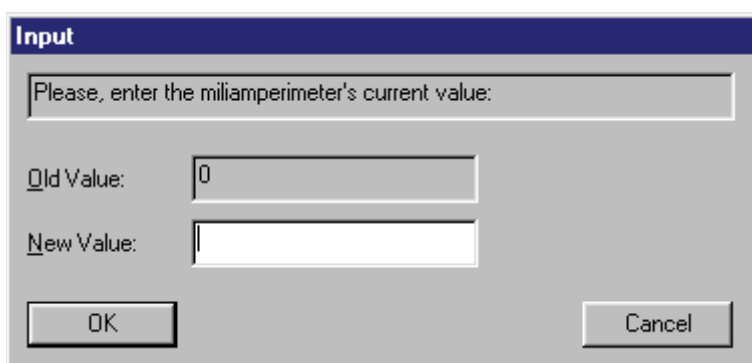 Input
Please, enter the miliamperimeter's current value:
Old Value: 0
New Value:
OK Cancel